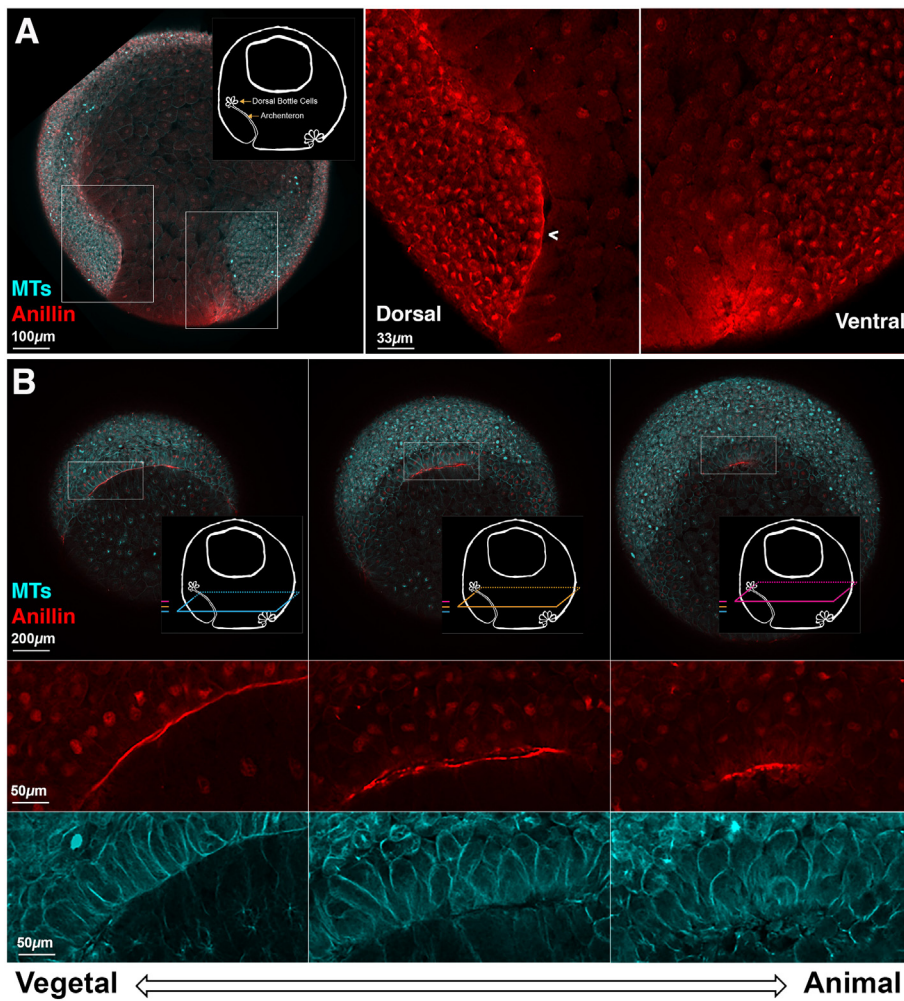 A
Dorsal Bottle Cells
Archenteron
MTs
Anillin
100µm
Dorsal
33µm
<
Ventral
B
MTs
Anillin
200µm
50µm
50µm
Vegetal
Animal